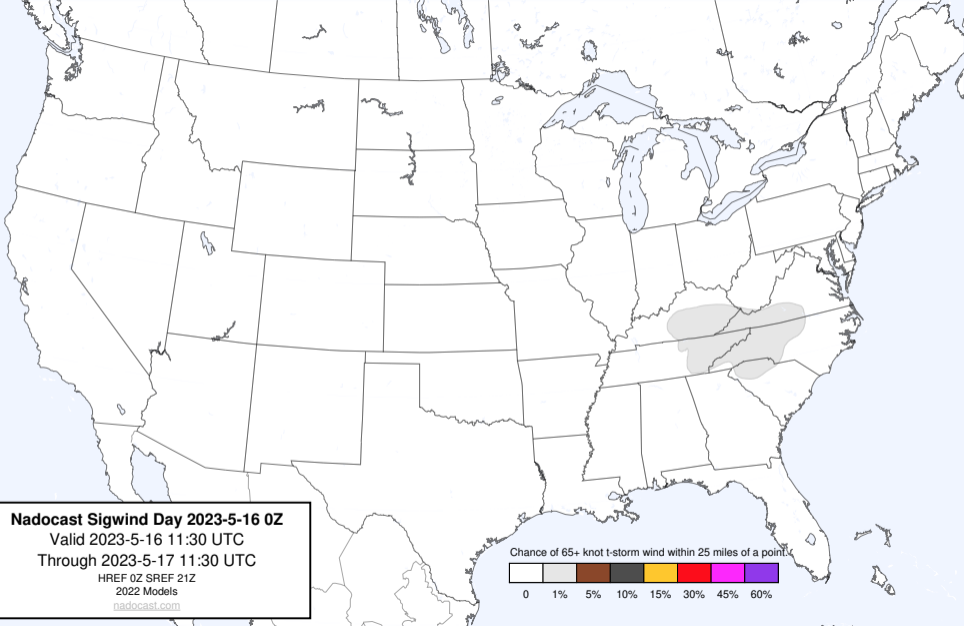 Nadocast Sigwind Day 2023-5-16 0Z
Valid 2023-5-16 11:30 UTC
Through 2023-5-17 11:30 UTC
HREF 0Z SREF 21Z
2022 Models
nadocast.com
Chance of 65+ knot t-storm wind within 25 miles of a point.
0 1% 5% 10% 15% 30% 45% 60%